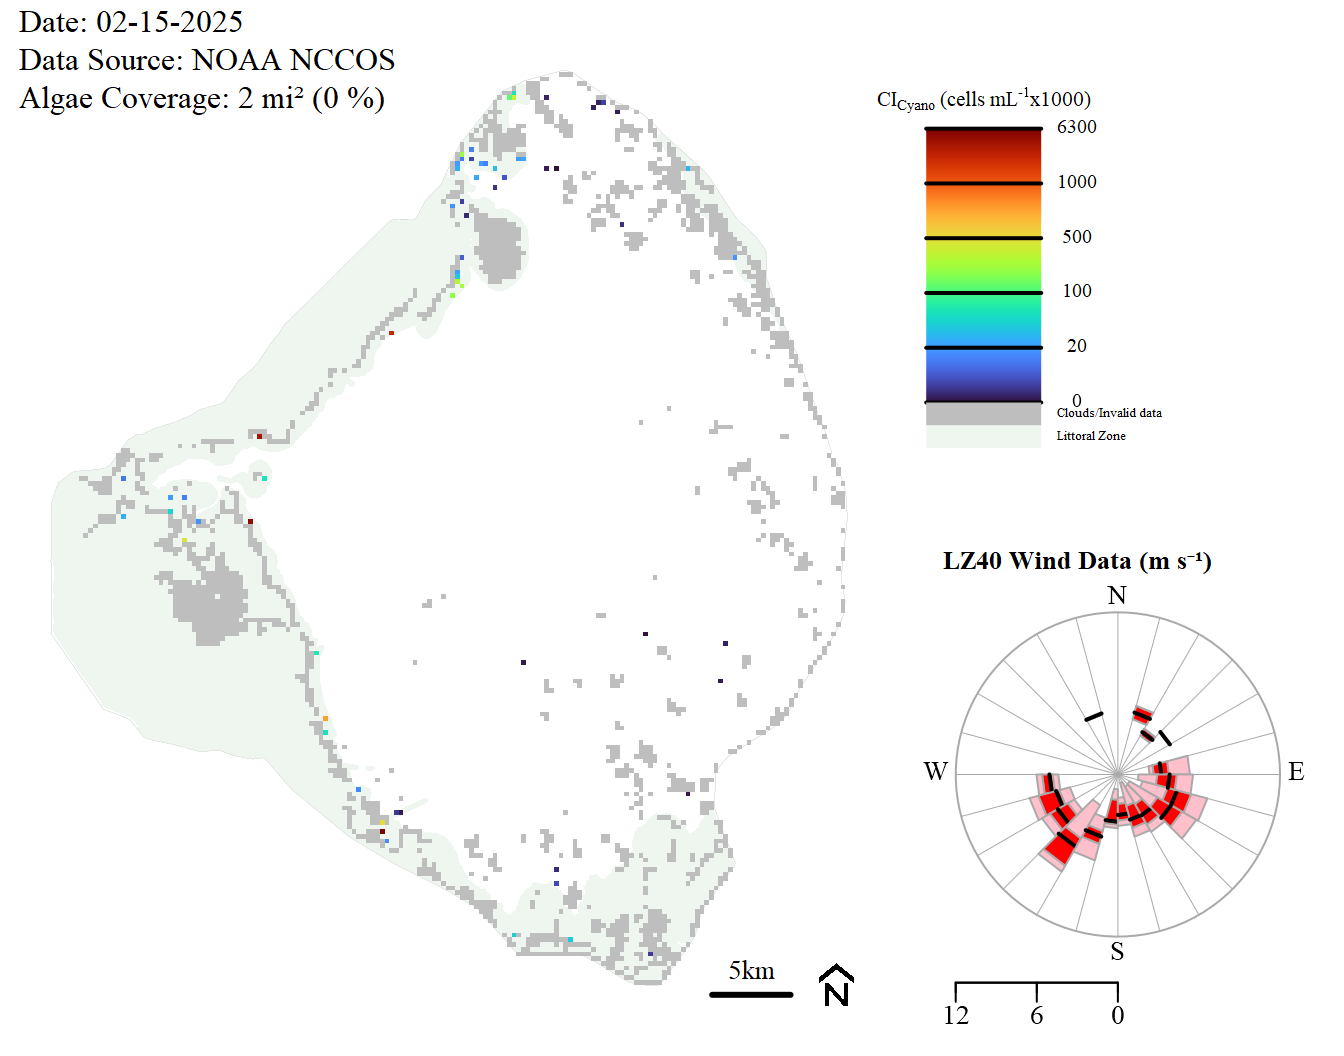 Date: 02-15-2025
Data Source: NOAA NCCOS
Algae Coverage: 2 mi² (0 %)
CI_Cyano (cells mL⁻¹x1000)
6300
1000
500
100
20
0
Clouds/Invalid data
Littoral Zone
LZ40 Wind Data (m s⁻¹)
N
W
E
S
5km
N
12 6 0